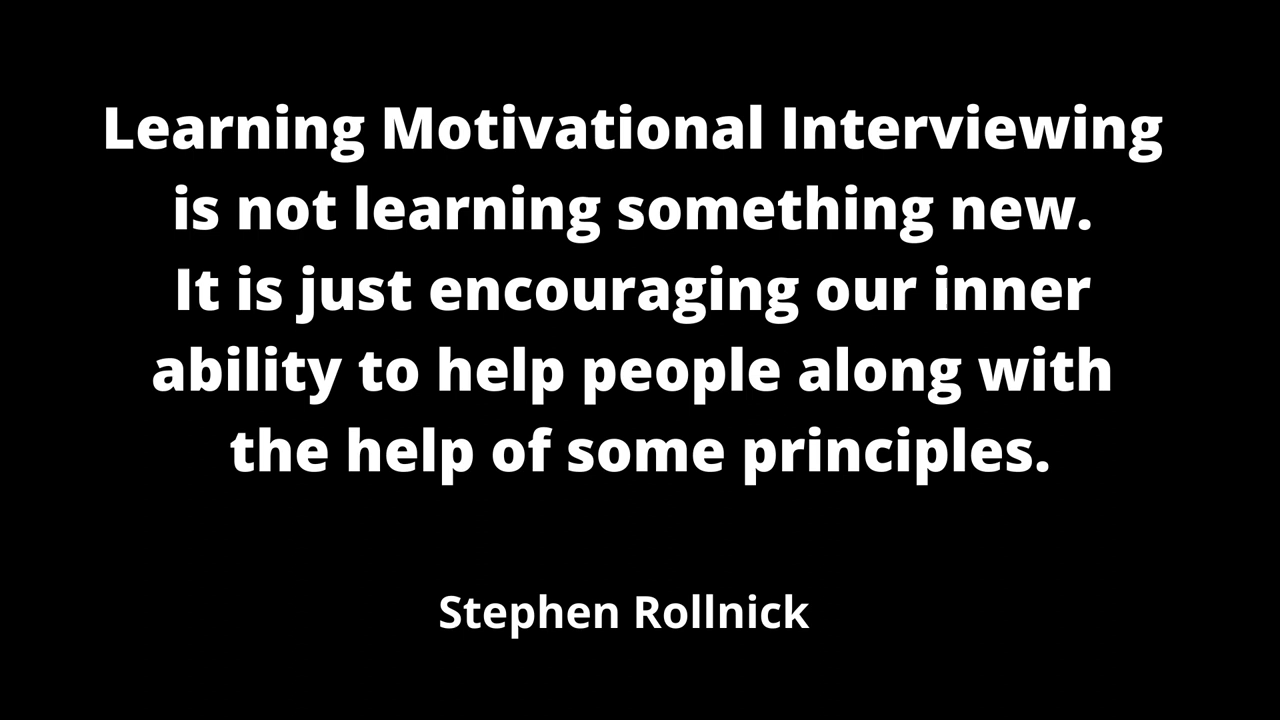 Learning Motivational Interviewing
is not learning something new.
It is just encouraging our inner
ability to help people along with
the help of some principles.
Stephen Rollnick